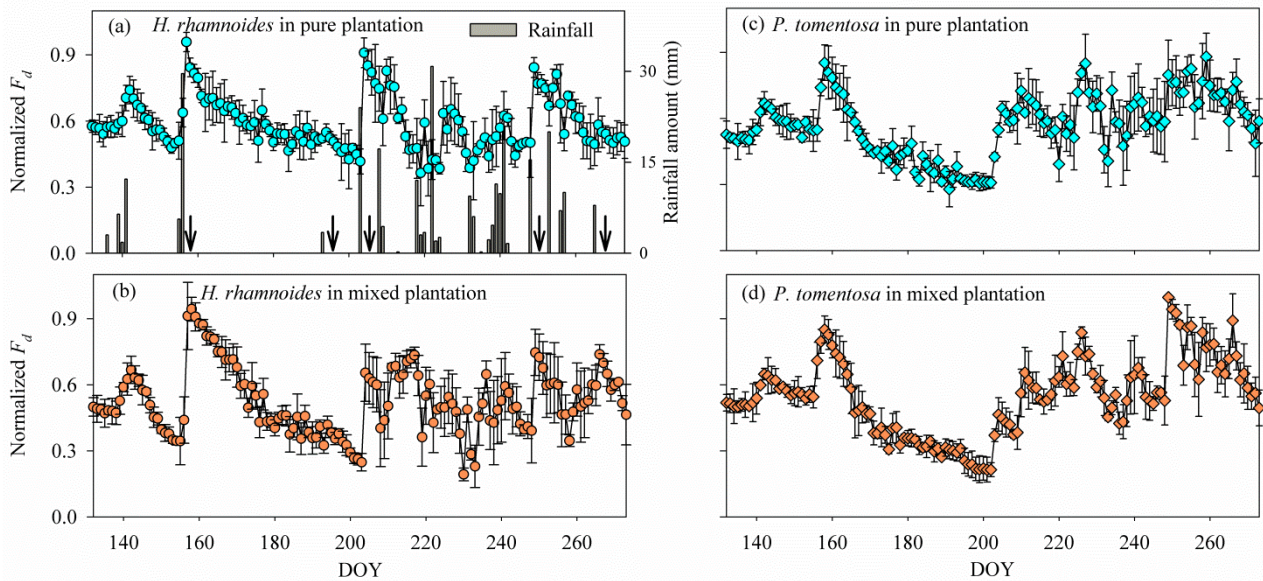 (a) H. rhamnoides in pure plantation
Rainfall
0.9
0.6
0.3
0.0
Normalized Fd
30
15
0
Rainfall amount (mm)
(c) P. tomentosa in pure plantation
(b) H. rhamnoides in mixed plantation
0.9
0.6
0.3
0.0
Normalized Fd
140 160 180 200 220 240 260
DOY
(d) P. tomentosa in mixed plantation
140 160 180 200 220 240 260
DOY